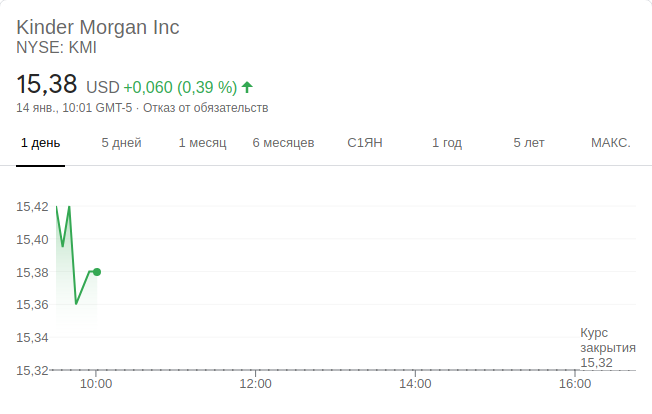 Kinder Morgan Inc
NYSE: KMI
15,38 USD +0,060 (0,39 %)
14 янв., 10:01 GMT-5 · Отказ от обязательств
1 день 5 дней 1 месяц 6 месяцев С1ЯН 1 год 5 лет МАКС.
15,42
15,40
15,38
15,36
15,34
15,32
Курс
закрытия
15,32
10:00 12:00 14:00 16:00